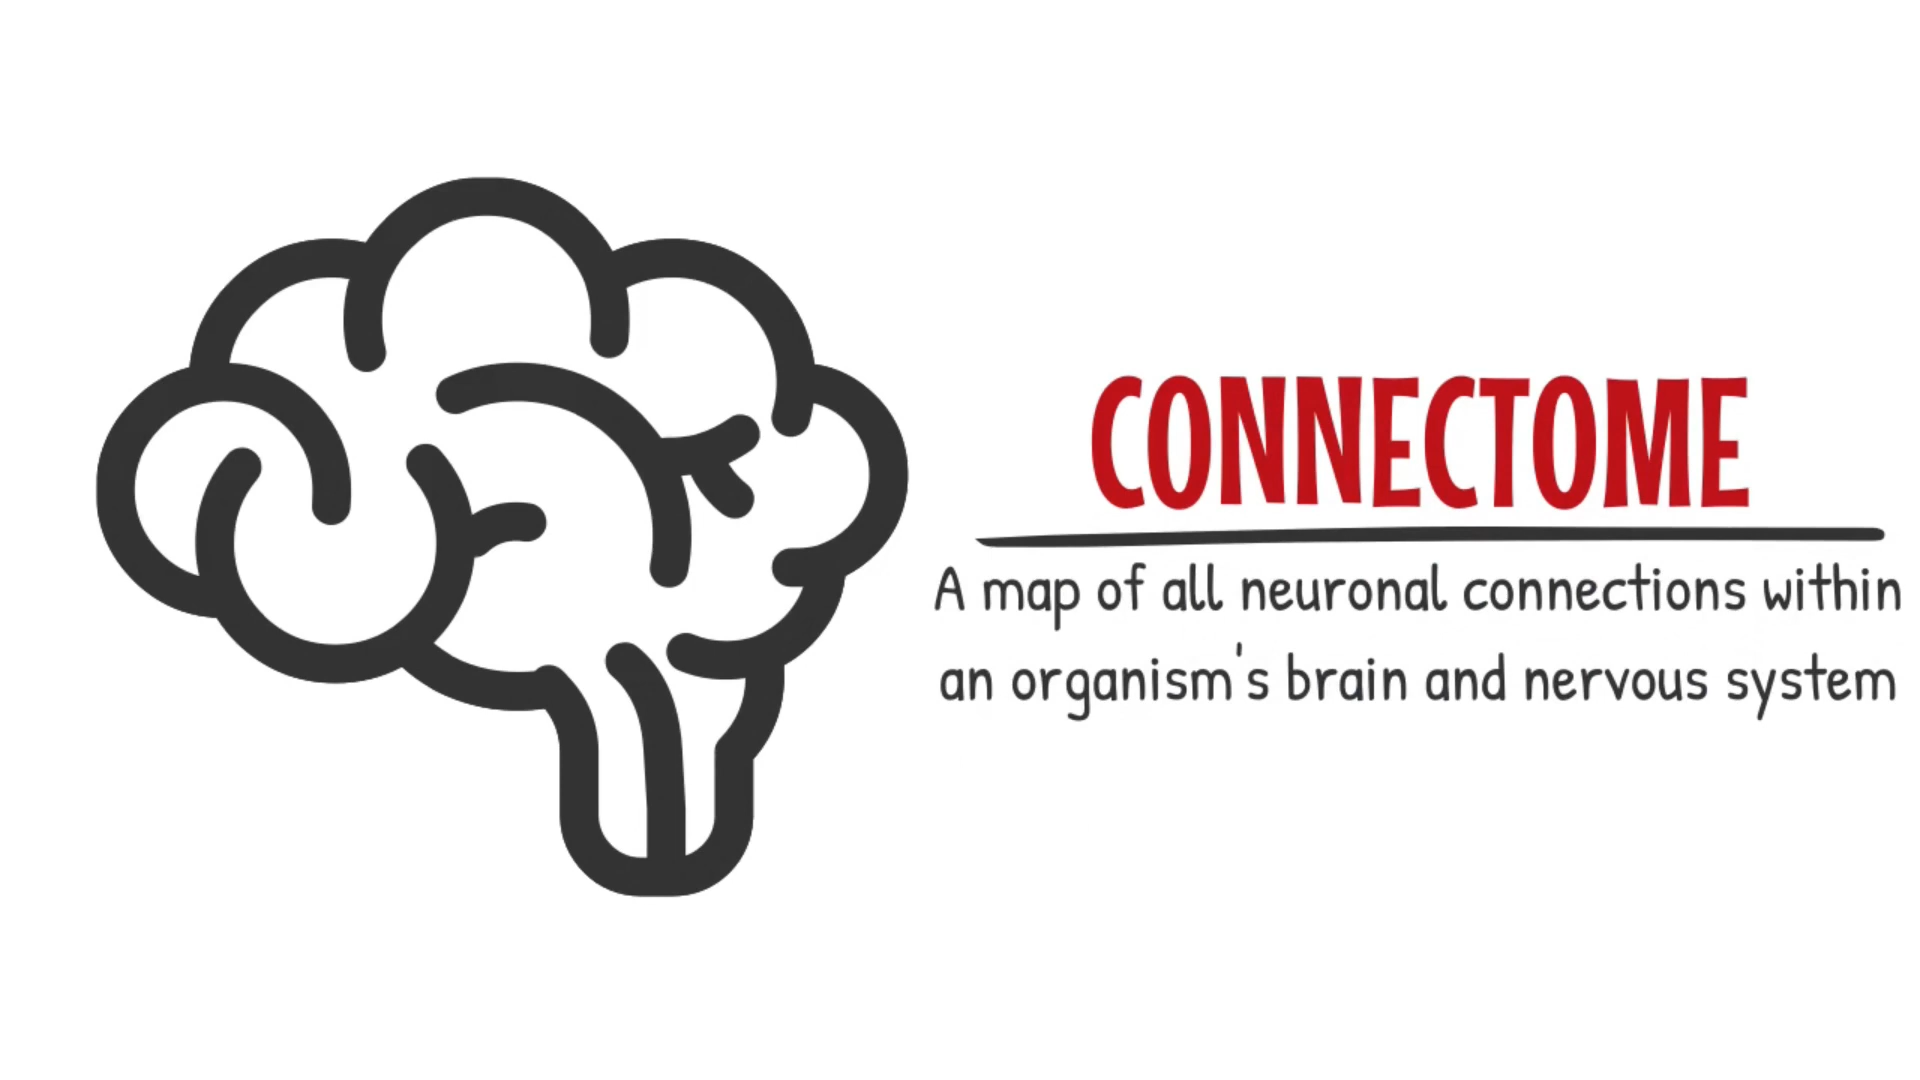 CONNECTOME
A map of all neuronal connections within
an organism's brain and nervous system